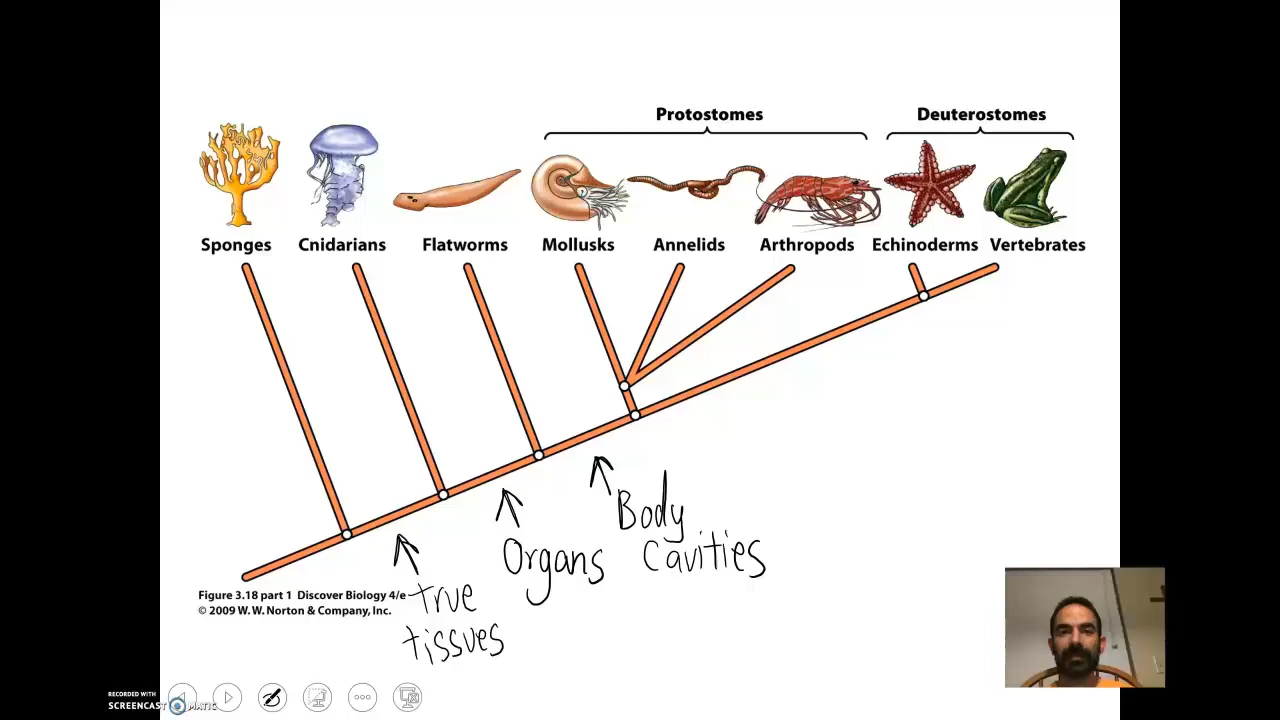 Protostomes
Deuterostomes
Sponges
Cnidarians
Flatworms
Mollusks
Annelids
Arthropods
Echinoderms
Vertebrates
Body
Cavities
Organs
true
tissues
Figure 3.18 part 1 Discover Biology 4/e
© 2009 W. W. Norton & Company, Inc.
RECORDED WITH
SCREENCAST MATIC